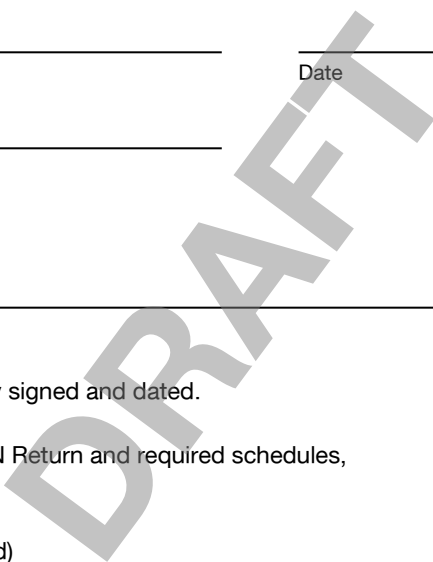 Date
DRAFT
signed and dated.
Return and required schedules,